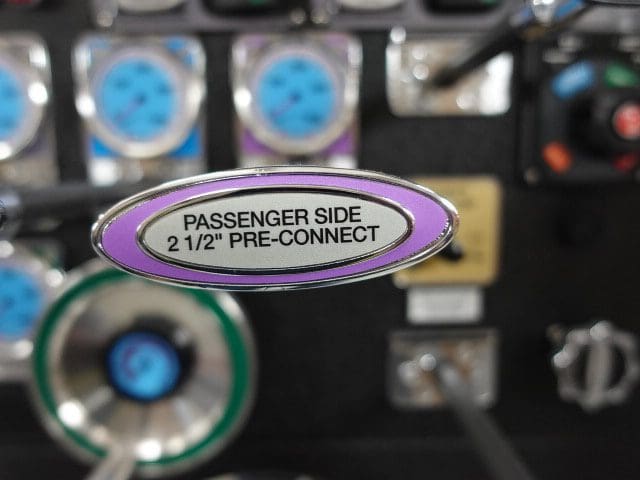 PASSENGER SIDE
2 1/2" PRE-CONNECT